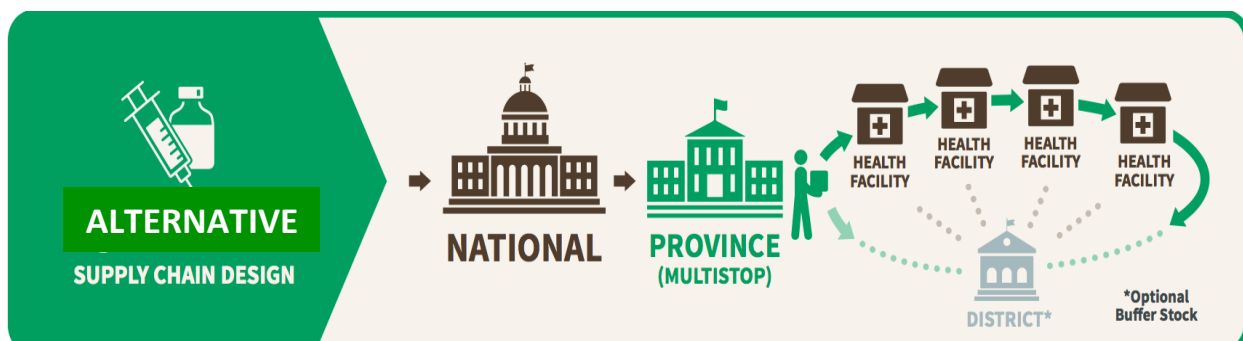 ALTERNATIVE
SUPPLY CHAIN DESIGN
NATIONAL
PROVINCE
(MULTISTOP)
HEALTH
FACILITY
HEALTH
FACILITY
HEALTH
FACILITY
HEALTH
FACILITY
DISTRICT*
*Optional
Buffer Stock